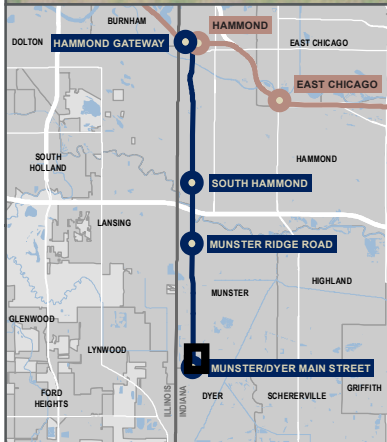 BURNHAM
HAMMOND
DOLTON
HAMMOND GATEWAY
EAST CHICAGO
EAST CHICAGO
SOUTH
HOLLAND
HAMMOND
SOUTH HAMMOND
LANSING
MUNSTER RIDGE ROAD
HIGHLAND
MUNSTER
GLENWOOD
LYNWOOD
MUNSTER/DYER MAIN STREET
FORD
HEIGHTS
ILLINOIS
INDIANA
DYER
SCHERERVILLE
GRIFFITH